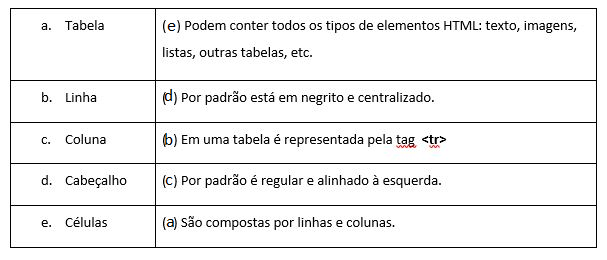 a. Tabela (e) Podem conter todos os tipos de elementos HTML: texto, imagens,
listas, outras tabelas, etc.
b. Linha (d) Por padrão está em negrito e centralizado.
c. Coluna (b) Em uma tabela é representada pela tag <tr>
d. Cabeçalho (c) Por padrão é regular e alinhado à esquerda.
e. Células (a) São compostas por linhas e colunas.